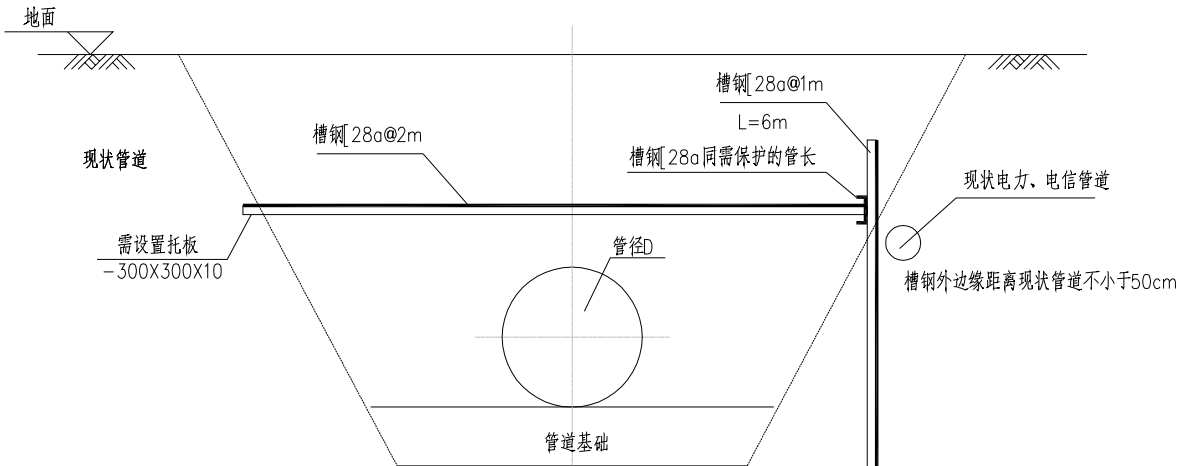 地面
槽钢[28a@1m
L=6m
槽钢[28a@2m
现状管道
槽钢[28a同需保护的管长
现状电力、电信管道
需设置托板
-300X300X10
管径D
槽钢外边缘距离现状管道不小于50cm
管道基础